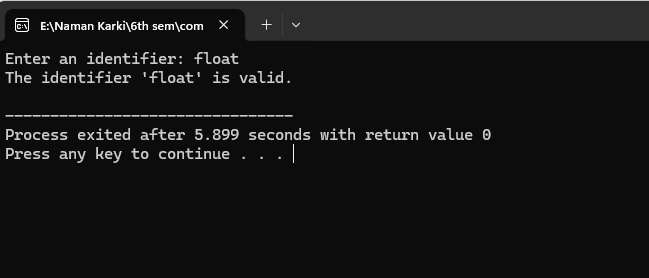 E:\Naman Karki\6th sem\com
Enter an identifier: float
The identifier 'float' is valid.
--------------------------------
Process exited after 5.899 seconds with return value 0
Press any key to continue . . .